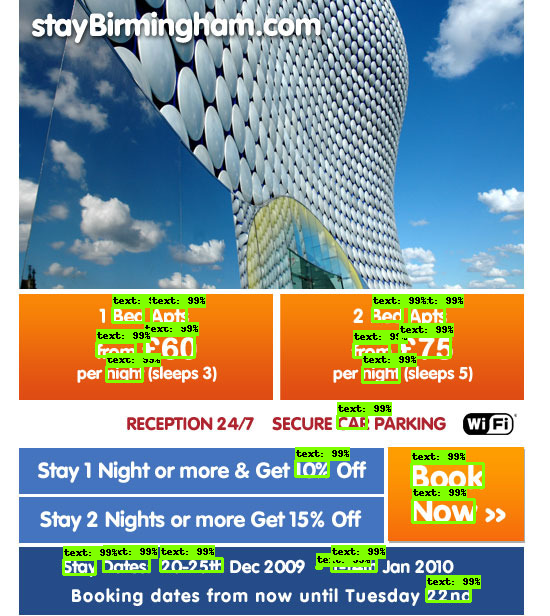 stayBirmingham.com
1 Bed Apts
from £60
per night (sleeps 3)
2 Bed Apts
from £75
per night (sleeps 5)
RECEPTION 24/7 SECURE CAR PARKING Wi Fi
Stay 1 Night or more & Get 10% Off
Stay 2 Nights or more Get 15% Off
Book
Now »
Stay Dates 20-25th Dec 2009
Jan 2010
Booking dates from now until Tuesday 22nd